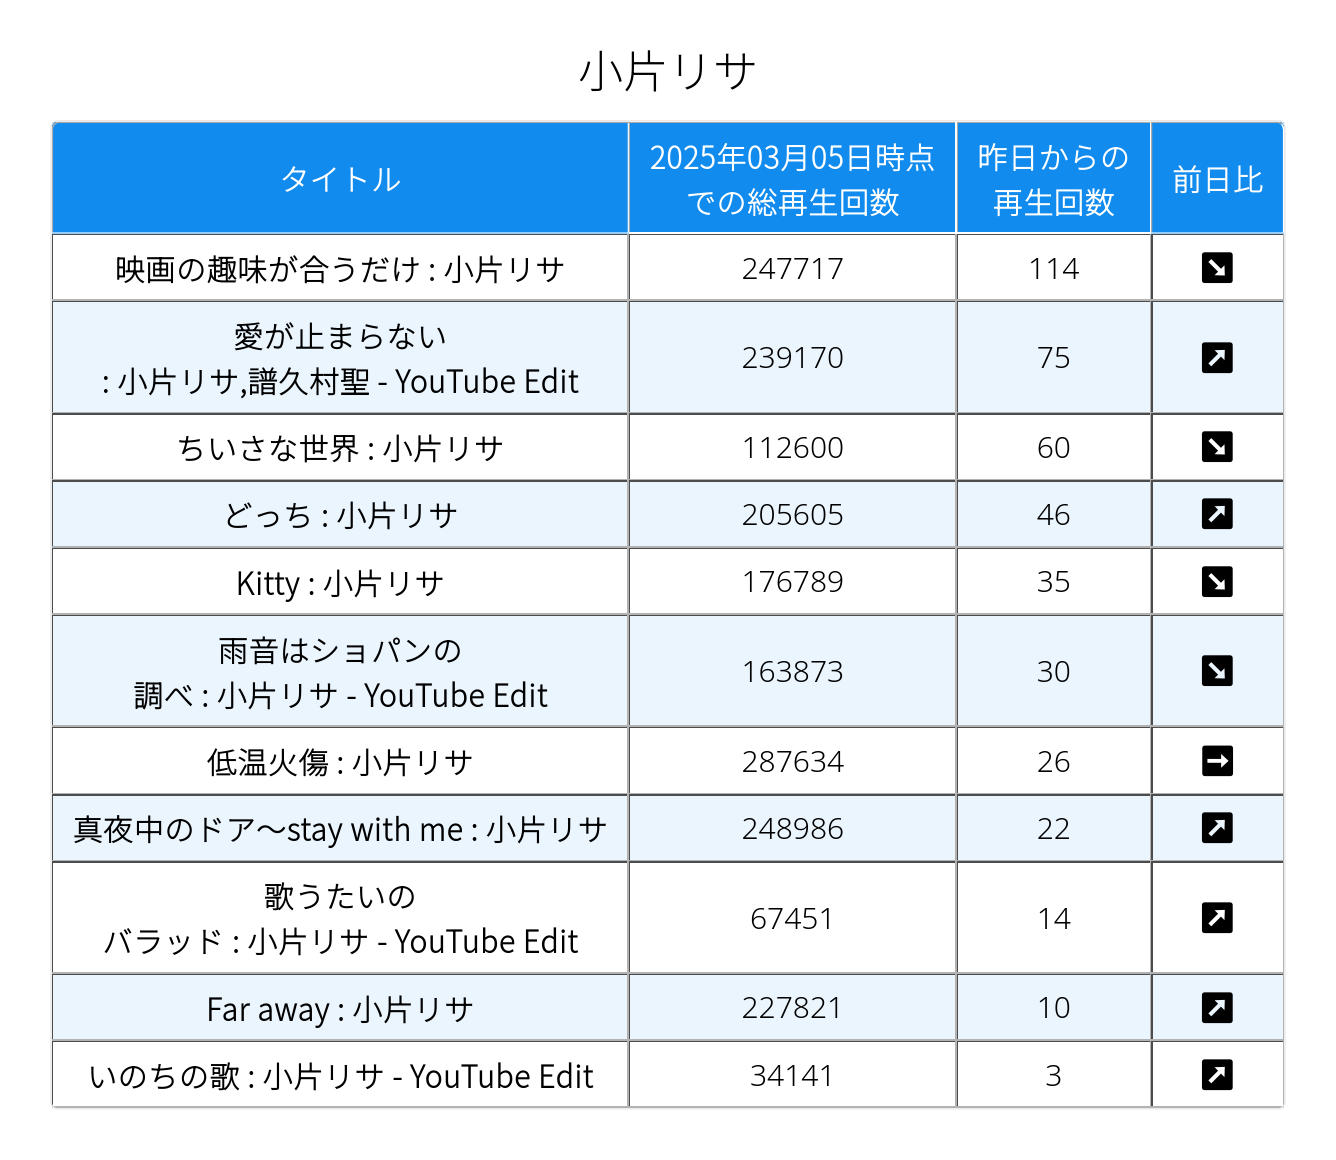 小片リサ
タイトル
2025年03月05日時点
での総再生回数
昨日からの
再生回数
前日比
映画の趣味が合うだけ : 小片リサ
247717
114
↘
愛が止まらない
: 小片リサ,譜久村聖 - YouTube Edit
239170
75
↗
ちいさな世界 : 小片リサ
112600
60
↘
どっち : 小片リサ
205605
46
↗
Kitty : 小片リサ
176789
35
↘
雨音はショパンの
調べ : 小片リサ - YouTube Edit
163873
30
↘
低温火傷 : 小片リサ
287634
26
→
真夜中のドア〜stay with me : 小片リサ
248986
22
↗
歌うたいの
バラッド : 小片リサ - YouTube Edit
67451
14
↗
Far away : 小片リサ
227821
10
↗
いのちの歌 : 小片リサ - YouTube Edit
34141
3
↗